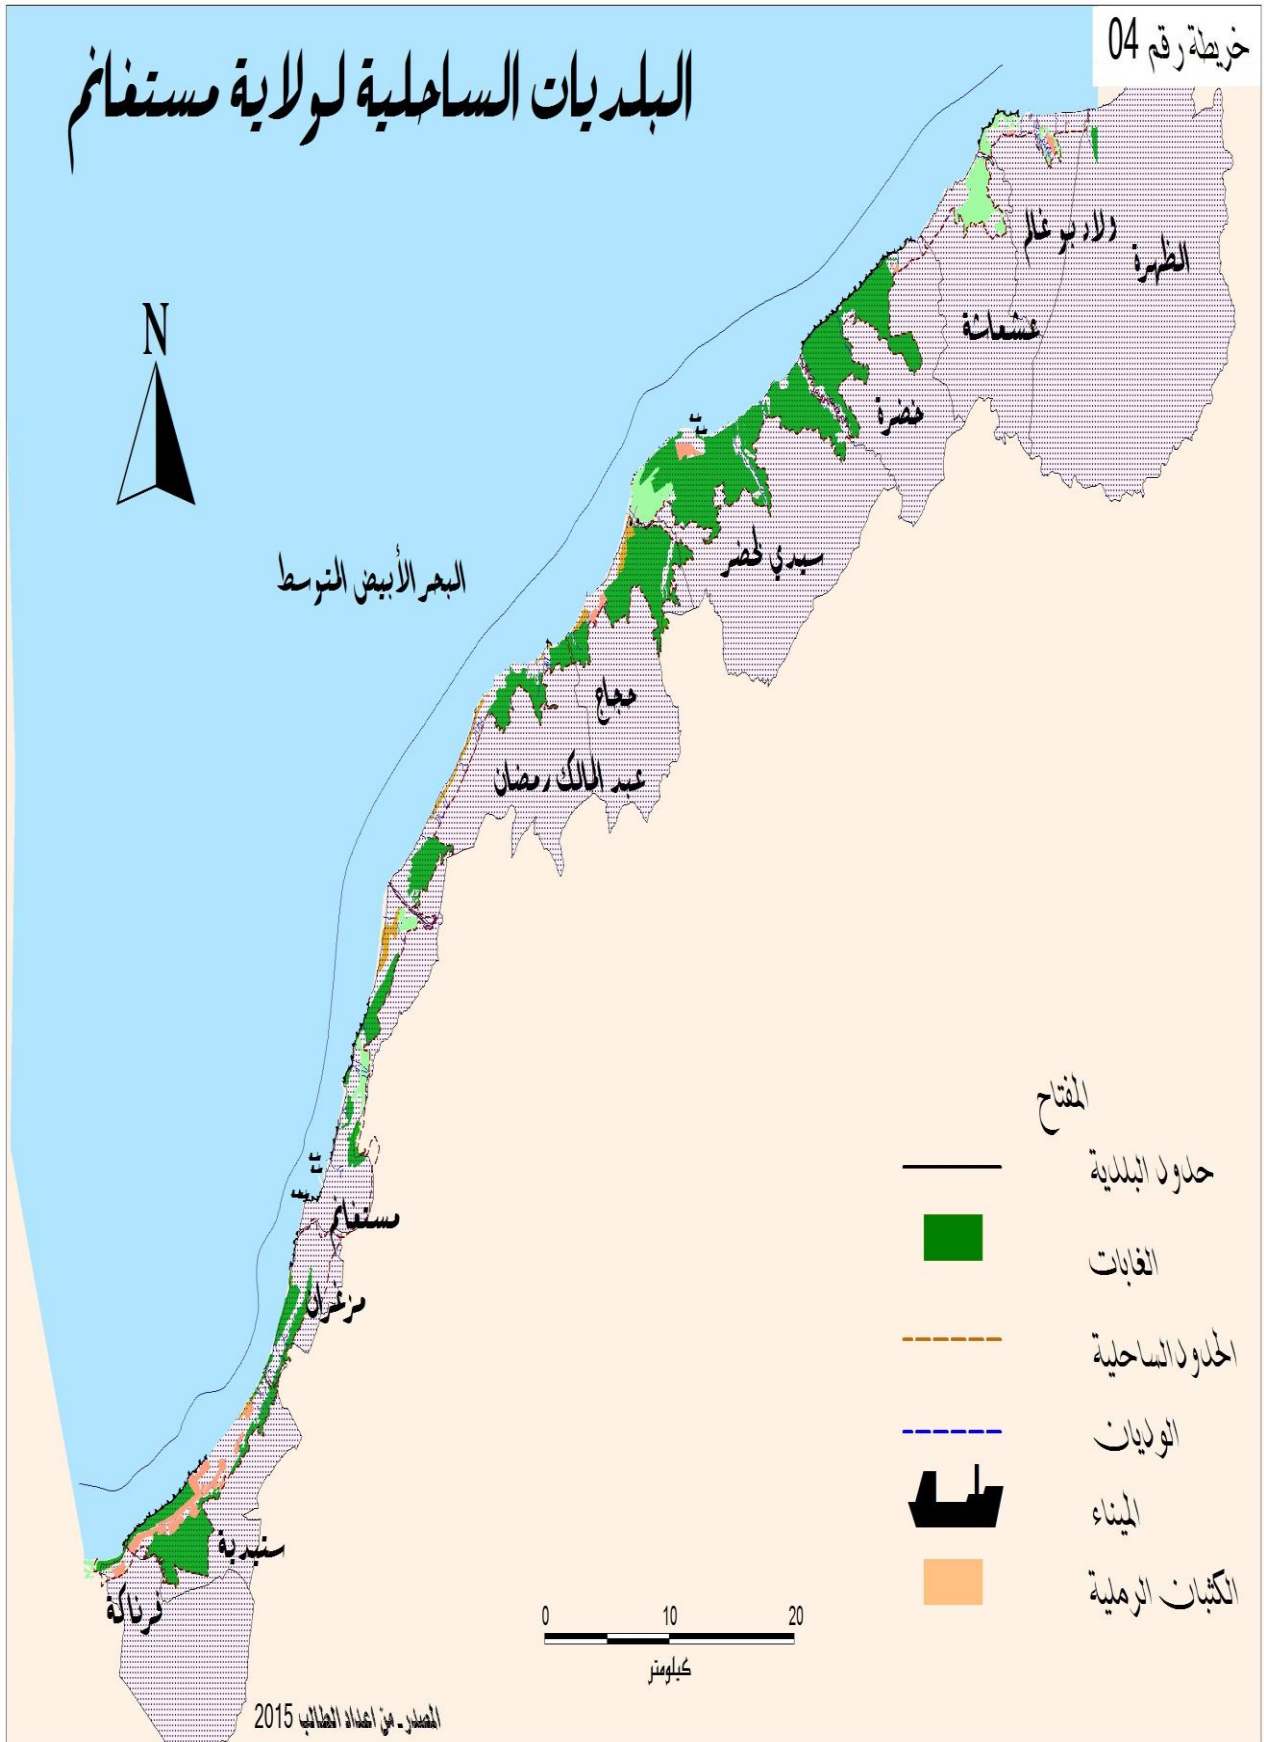 خريطة رقم 04
البلديات الساحلية لولاية مستغانم
N
ولاد بوغالم
الظهرة
عشعاشة
خضرة
سيدي لخضر
البحر الأبيض المتوسط
حجاج
عبد المالك رمضان
مستغانم
مزغران
ستيدية
فرناكة
المفتاح
حدود البلدية
الغابات
الحدود الساحلية
الوديان
الميناء
الكثبان الرملية
0 10 20
كيلومتر
المصدر- من اعداد الطالب 2015